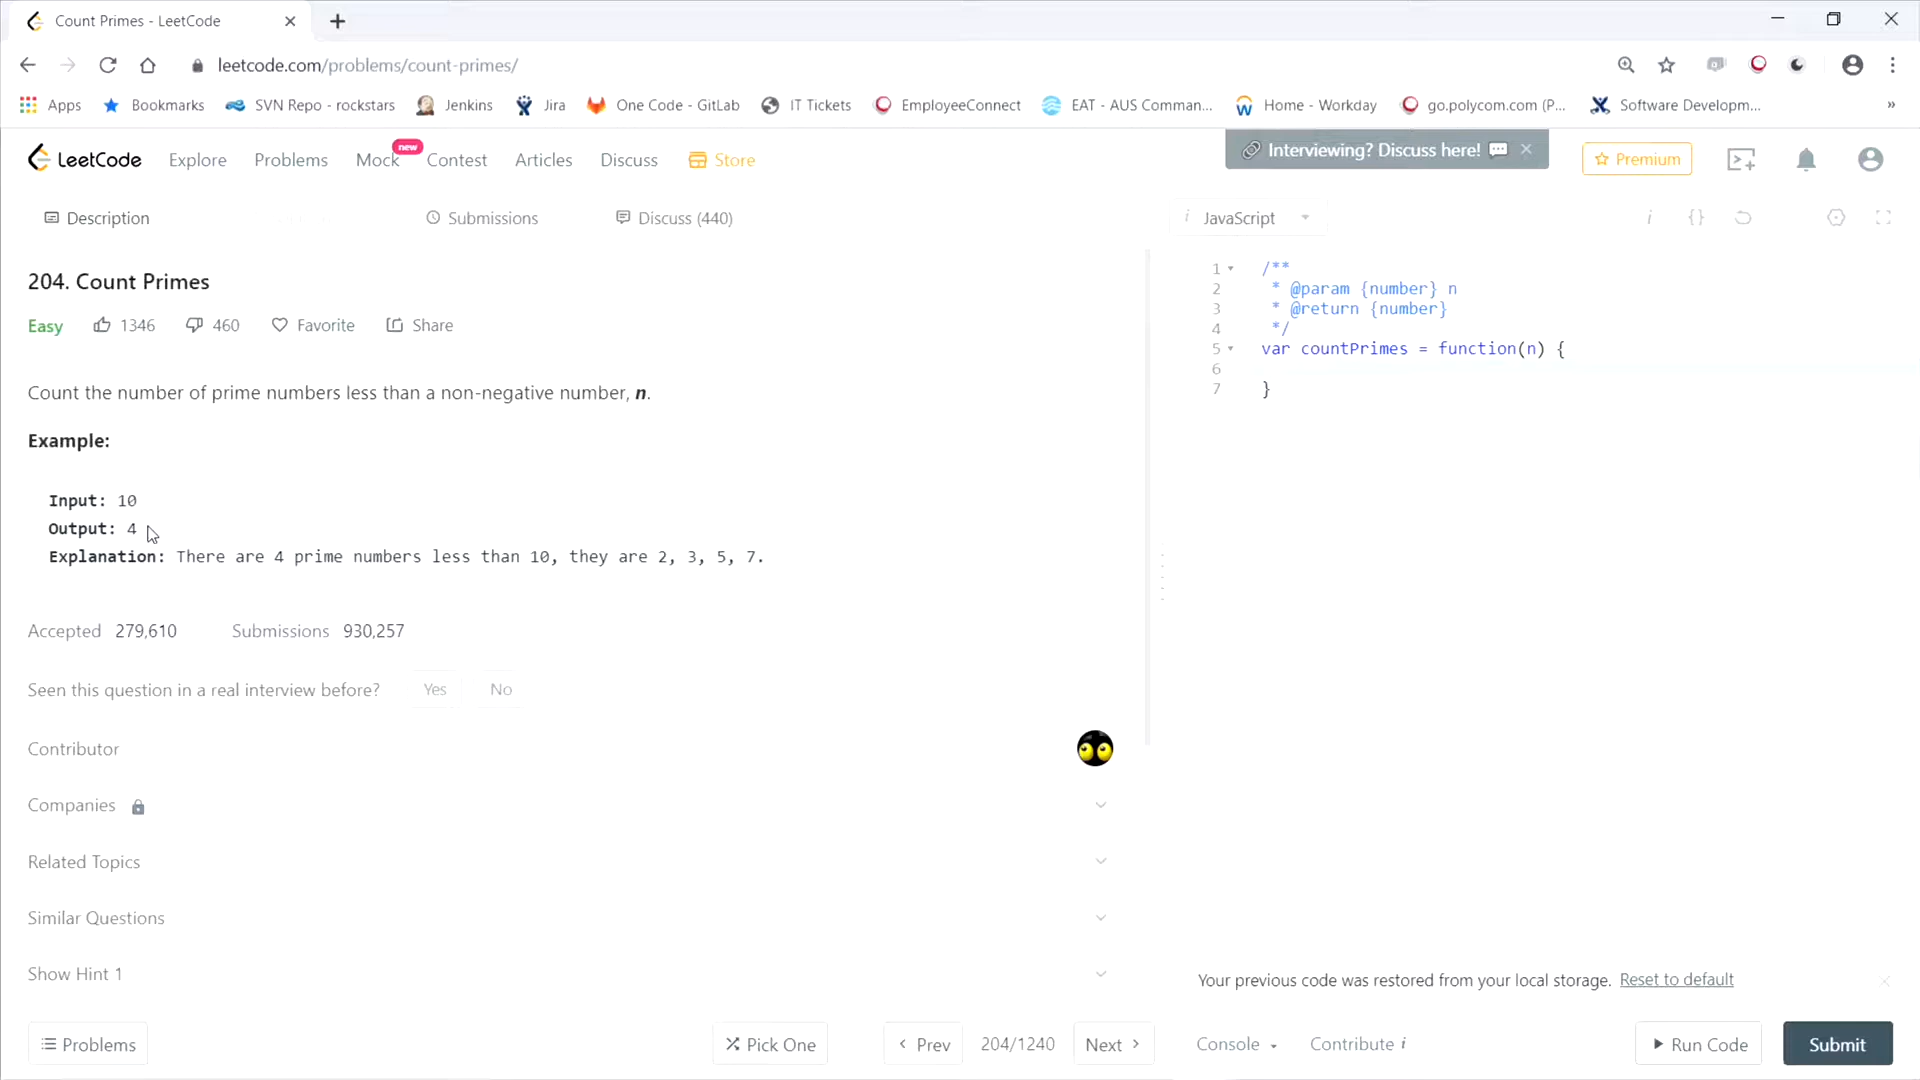 Count Primes - LeetCode
leetcode.com/problems/count-primes/
Apps Bookmarks SVN Repo - rockstars Jenkins Jira One Code - GitLab IT Tickets EmployeeConnect EAT - AUS Comman... Home - Workday go.polycom.com (P... Software Developm... »
LeetCode Explore Problems Mock new Contest Articles Discuss Store Interviewing? Discuss here! Premium
Description Submissions Discuss (440) i JavaScript i {}
204. Count Primes
Easy 1346 460 Favorite Share
Count the number of prime numbers less than a non-negative number, n.
Example:
Input: 10
Output: 4
Explanation: There are 4 prime numbers less than 10, they are 2, 3, 5, 7.
Accepted 279,610 Submissions 930,257
Seen this question in a real interview before? Yes No
Contributor
Companies
Related Topics
Similar Questions
Show Hint 1
Problems Pick One Prev 204/1240 Next
1 /**
2 * @param {number} n
3 * @return {number}
4 */
5 var countPrimes = function(n) {
6
7 }
Your previous code was restored from your local storage. Reset to default
Console Contribute i Run Code Submit